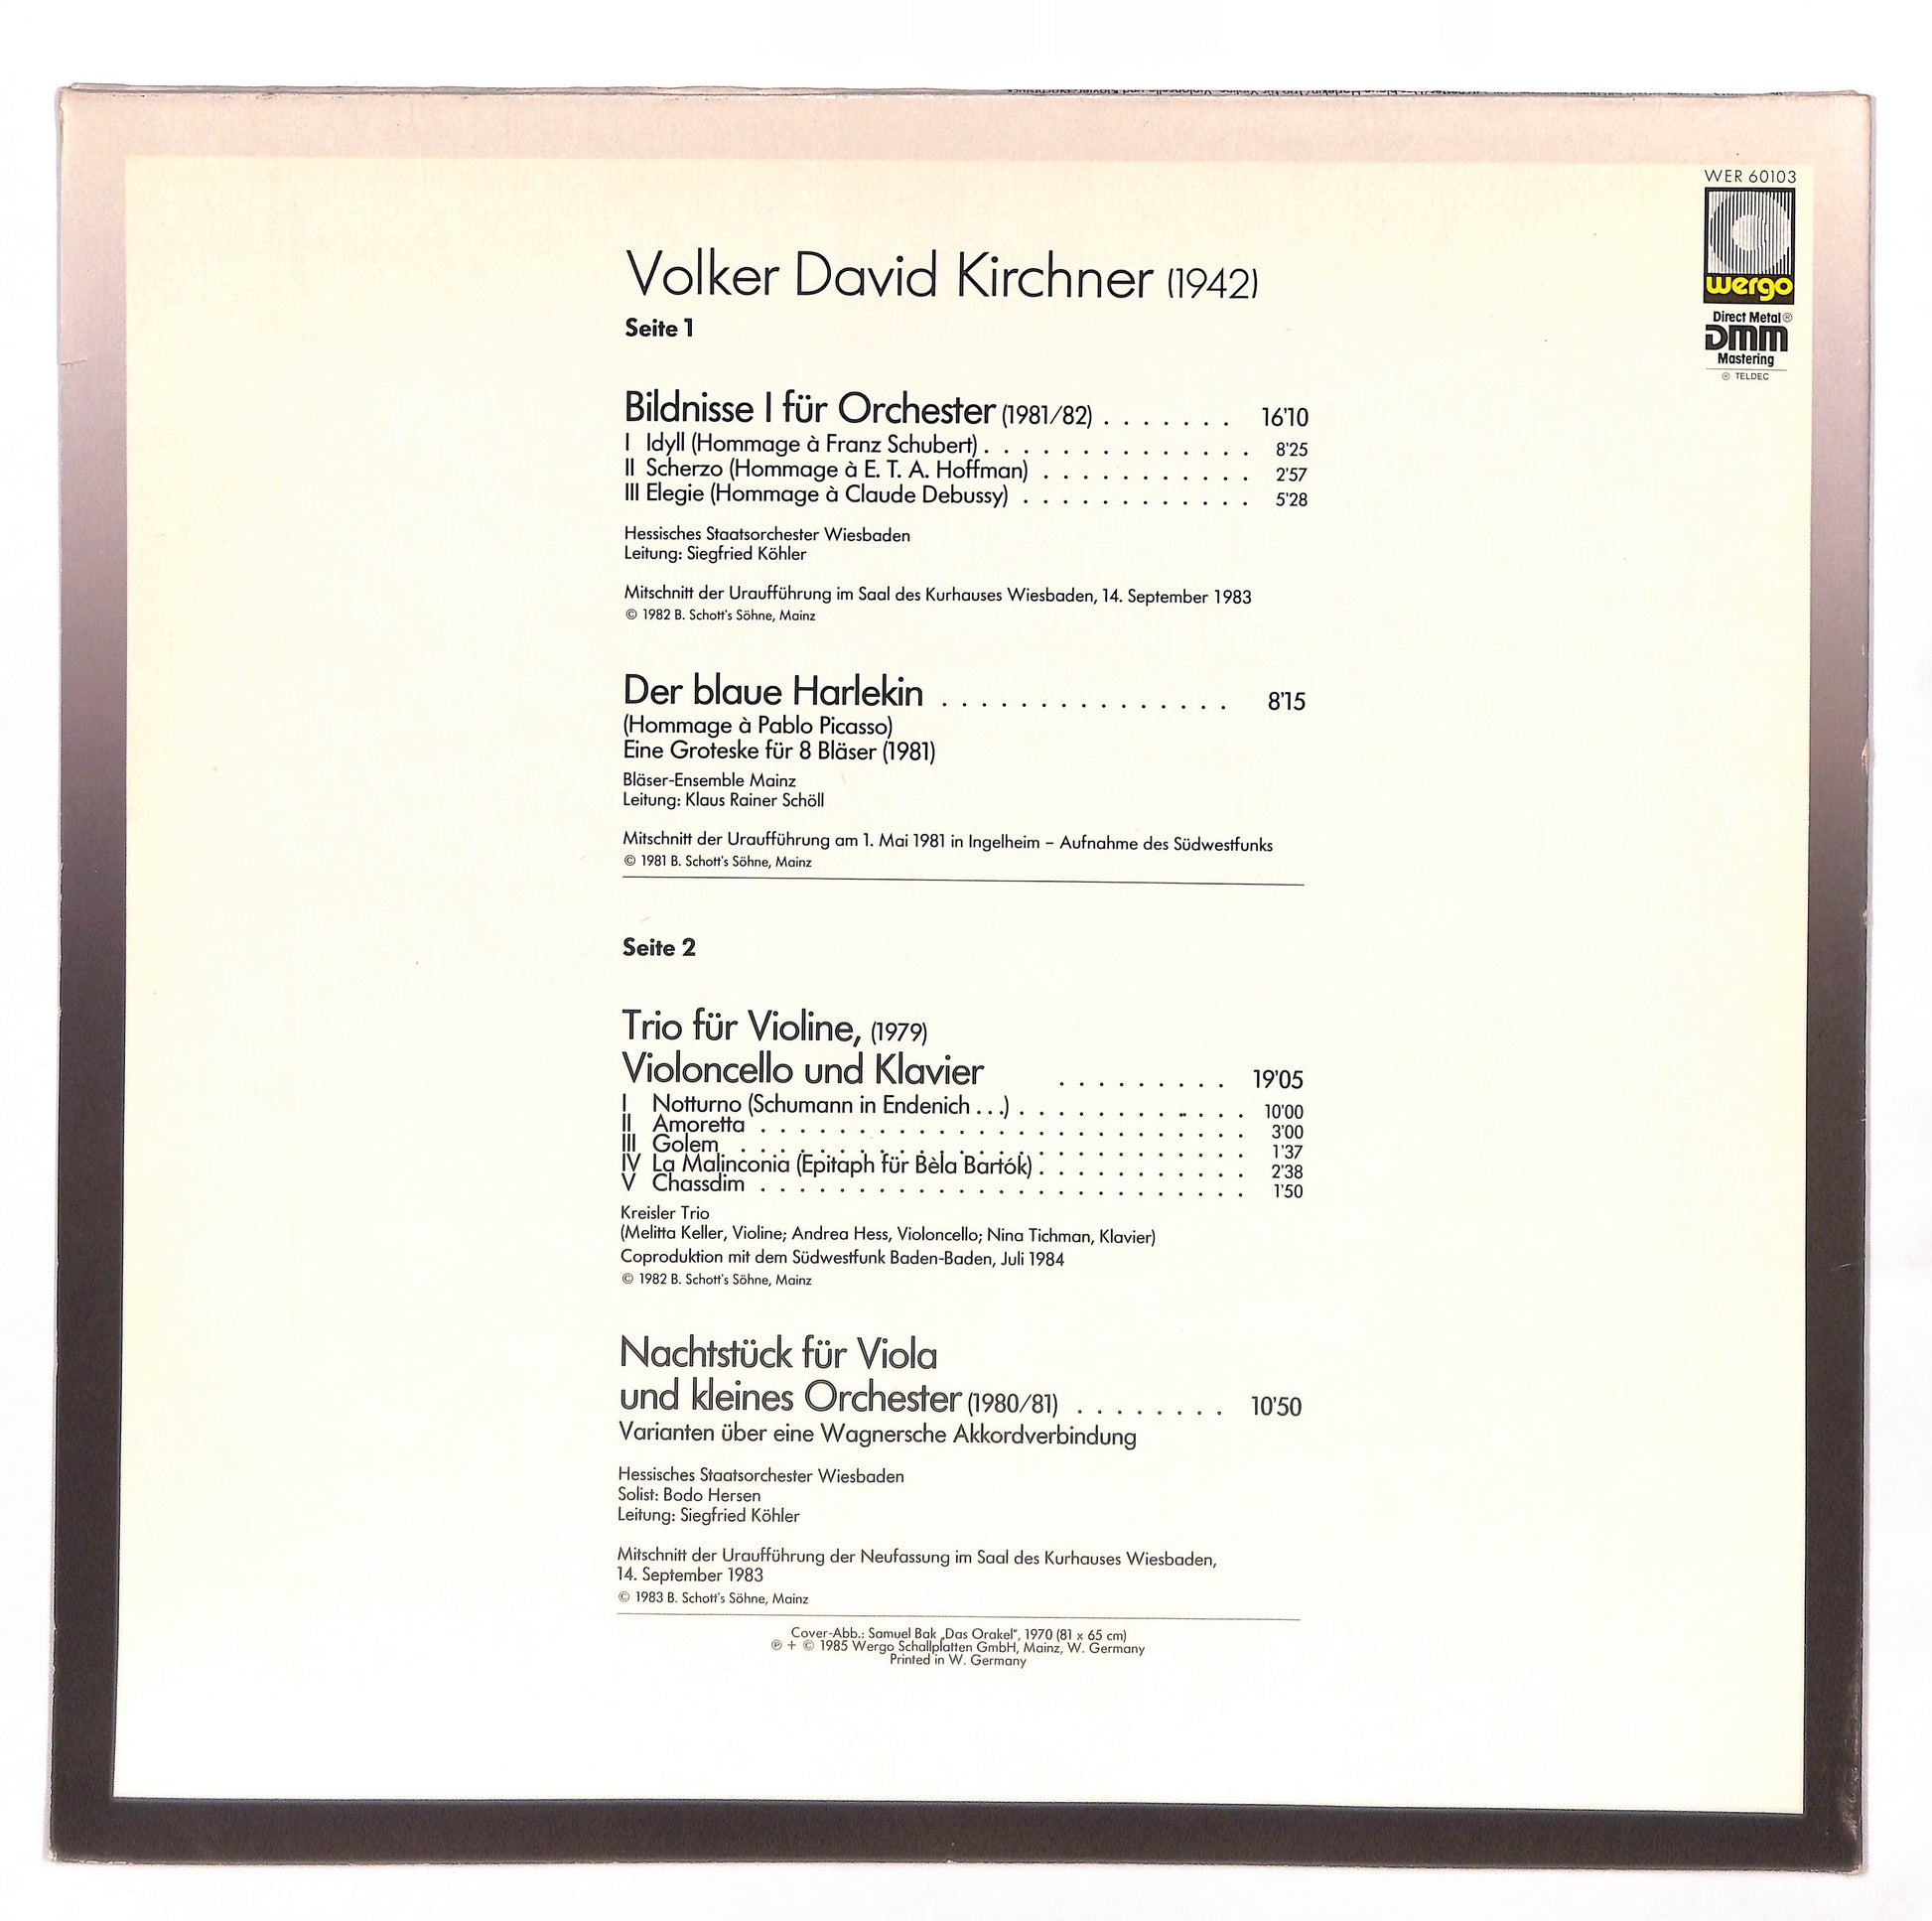 WER 60103
wergo
Direct Metal®
DMM
Mastering
® TELDEC
Volker David Kirchner (1942)
Seite 1
Bildnisse I für Orchester (1981/82) . . . . . . . 16'10
I Idyll (Hommage à Franz Schubert) . . . . . . . . . . . . . . 8'25
II Scherzo (Hommage à E. T. A. Hoffman) . . . . . . . . . . . 2'57
III Elegie (Hommage à Claude Debussy) . . . . . . . . . . . . 5'28
Hessisches Staatsorchester Wiesbaden
Leitung: Siegfried Köhler
Mitschnitt der Uraufführung im Saal des Kurhauses Wiesbaden, 14. September 1983
© 1982 B. Schott's Söhne, Mainz
Der blaue Harlekin . . . . . . . . . . . . . . . 8'15
(Hommage à Pablo Picasso)
Eine Groteske für 8 Bläser (1981)
Bläser-Ensemble Mainz
Leitung: Klaus Rainer Schöll
Mitschnitt der Uraufführung am 1. Mai 1981 in Ingelheim – Aufnahme des Südwestfunks
© 1981 B. Schott's Söhne, Mainz
Seite 2
Trio für Violine, (1979)
Violoncello und Klavier . . . . . . . . . 19'05
I Notturno (Schumann in Endenich . . .) . . . . . . . . . . . . 10'00
II Amoretta . . . . . . . . . . . . . . . . . . . . . . . . 3'00
III Golem . . . . . . . . . . . . . . . . . . . . . . . . . 1'37
IV La Malinconia (Epitaph für Bèla Bartók) . . . . . . . . . . . 2'38
V Chassdim . . . . . . . . . . . . . . . . . . . . . . . . 1'50
Kreisler Trio
(Melitta Keller, Violine; Andrea Hess, Violoncello; Nina Tichman, Klavier)
Coproduktion mit dem Südwestfunk Baden-Baden, Juli 1984
© 1982 B. Schott's Söhne, Mainz
Nachtstück für Viola
und kleines Orchester (1980/81) . . . . . . . . 10'50
Varianten über eine Wagnersche Akkordverbindung
Hessisches Staatsorchester Wiesbaden
Solist: Bodo Hersen
Leitung: Siegfried Köhler
Mitschnitt der Uraufführung der Neufassung im Saal des Kurhauses Wiesbaden,
14. September 1983
© 1983 B. Schott's Söhne, Mainz
Cover-Abb.: Samuel Bak „Das Orakel", 1970 (81 x 65 cm)
℗ + © 1985 Wergo Schallplatten GmbH, Mainz, W. Germany
Printed in W. Germany